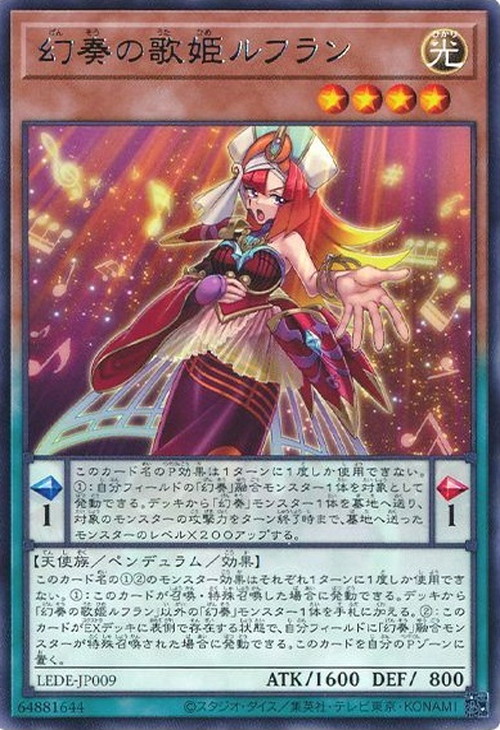 幻奏の歌姫ルフラン
光
このカード名のP効果は1ターンに1度しか使用できない。
①:自分フィールドの「幻奏」融合モンスター1体を対象として
発動できる。デッキから「幻奏」モンスター1体を墓地へ送り、
対象のモンスターの攻撃力をターン終了時まで、墓地へ送った
モンスターのレベル×200アップする。
1
1
【天使族/ペンデュラム/効果】
このカード名の①②のモンスター効果はそれぞれ1ターンに1度しか使用でき
ない。①:このカードが召喚・特殊召喚した場合に発動できる。デッキから
「幻奏の歌姫ルフラン」以外の「幻奏」モンスター1体を手札に加える。②:この
カードがEXデッキに表側で存在する状態で、自分フィールドに「幻奏」融合モン
スターが特殊召喚された場合に発動できる。このカードを自分のPゾーンに
置く。
LEDE-JP009
ATK/1600 DEF/ 800
64881644
©スタジオ・ダイス/集英社・テレビ東京・KONAMI